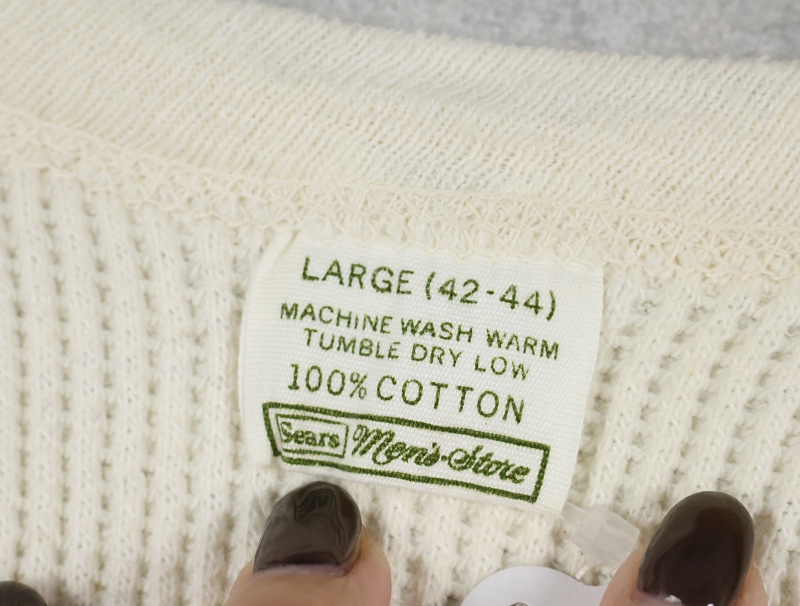 LARGE (42-44)
MACHINE WASH WARM
TUMBLE DRY LOW
100% COTTON
Sears Men's-Store